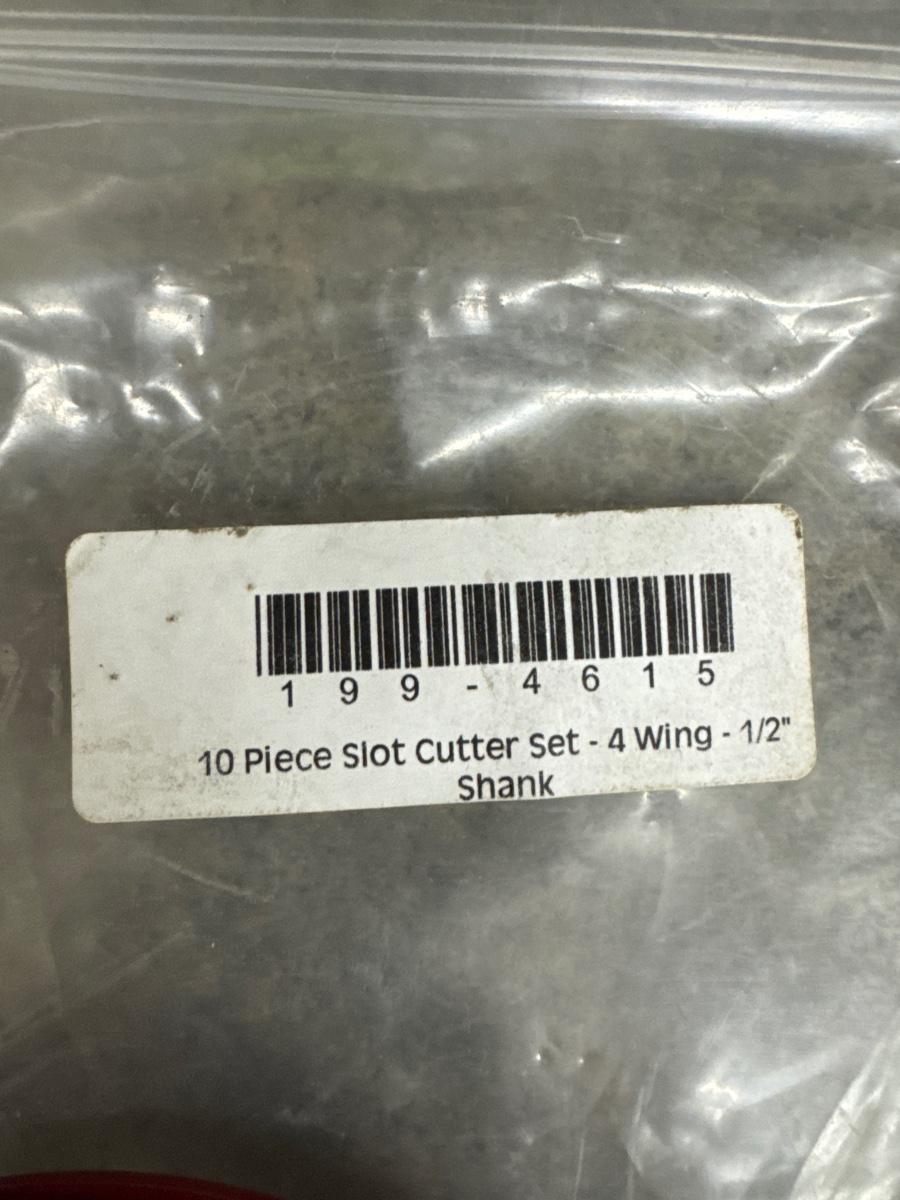 199-4615
10 Piece Slot Cutter Set - 4 Wing - 1/2"
Shank